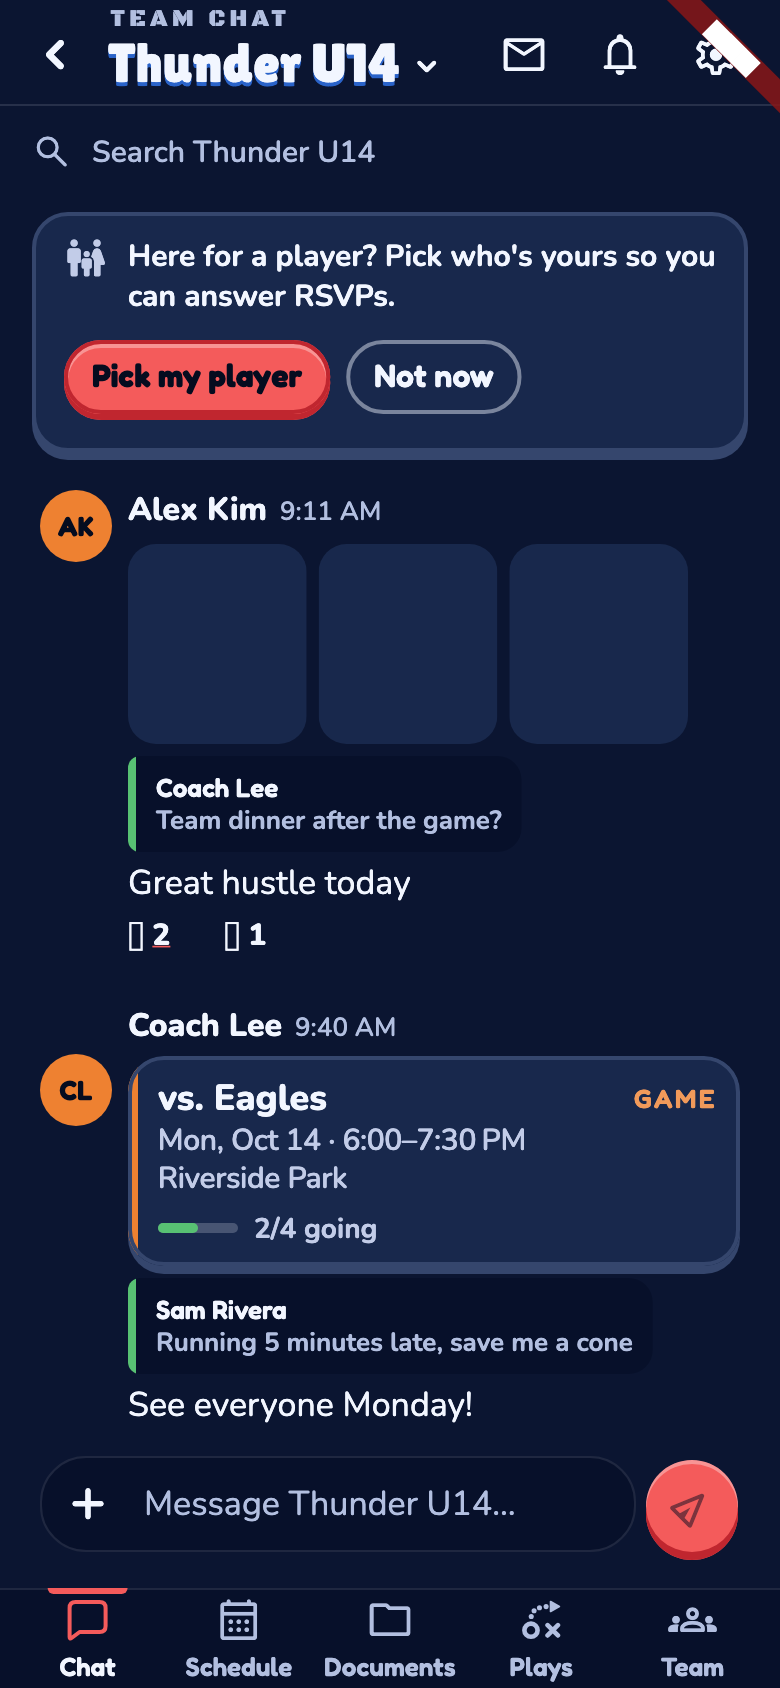 TEAM CHAT
Thunder U14
Search Thunder U14
Here for a player? Pick who's yours so you
can answer RSVPs.
Pick my player
Not now
AK
Alex Kim 9:11 AM
Coach Lee
Team dinner after the game?
Great hustle today
2 1
Coach Lee 9:40 AM
CL
vs. Eagles
GAME
Mon, Oct 14 · 6:00–7:30 PM
Riverside Park
2/4 going
Sam Rivera
Running 5 minutes late, save me a cone
See everyone Monday!
Message Thunder U14...
Chat
Schedule
Documents
Plays
Team